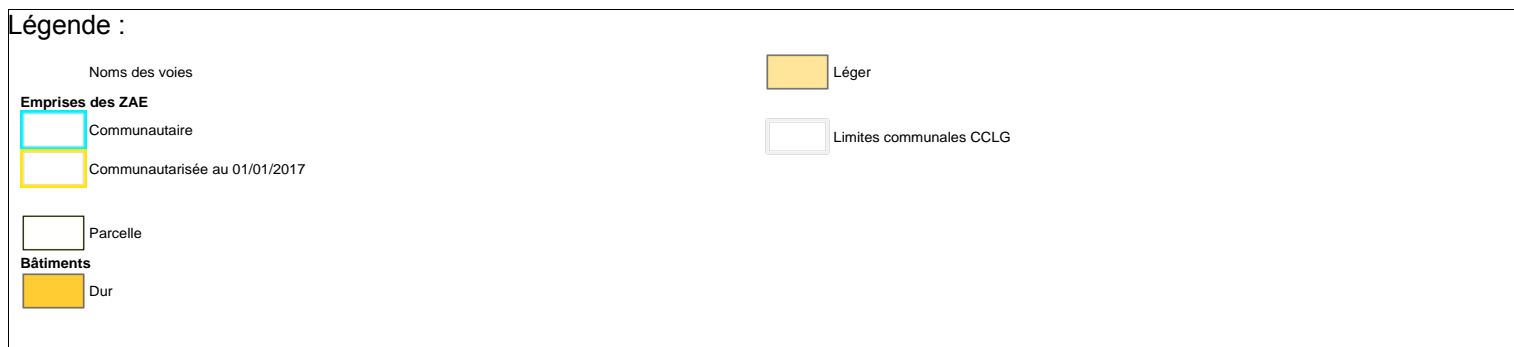 Légende :
Noms des voies
Emprises des ZAE
Communautaire
Communautarisée au 01/01/2017
Parcelle
Bâtiments
Dur
Léger
Limites communales CCLG